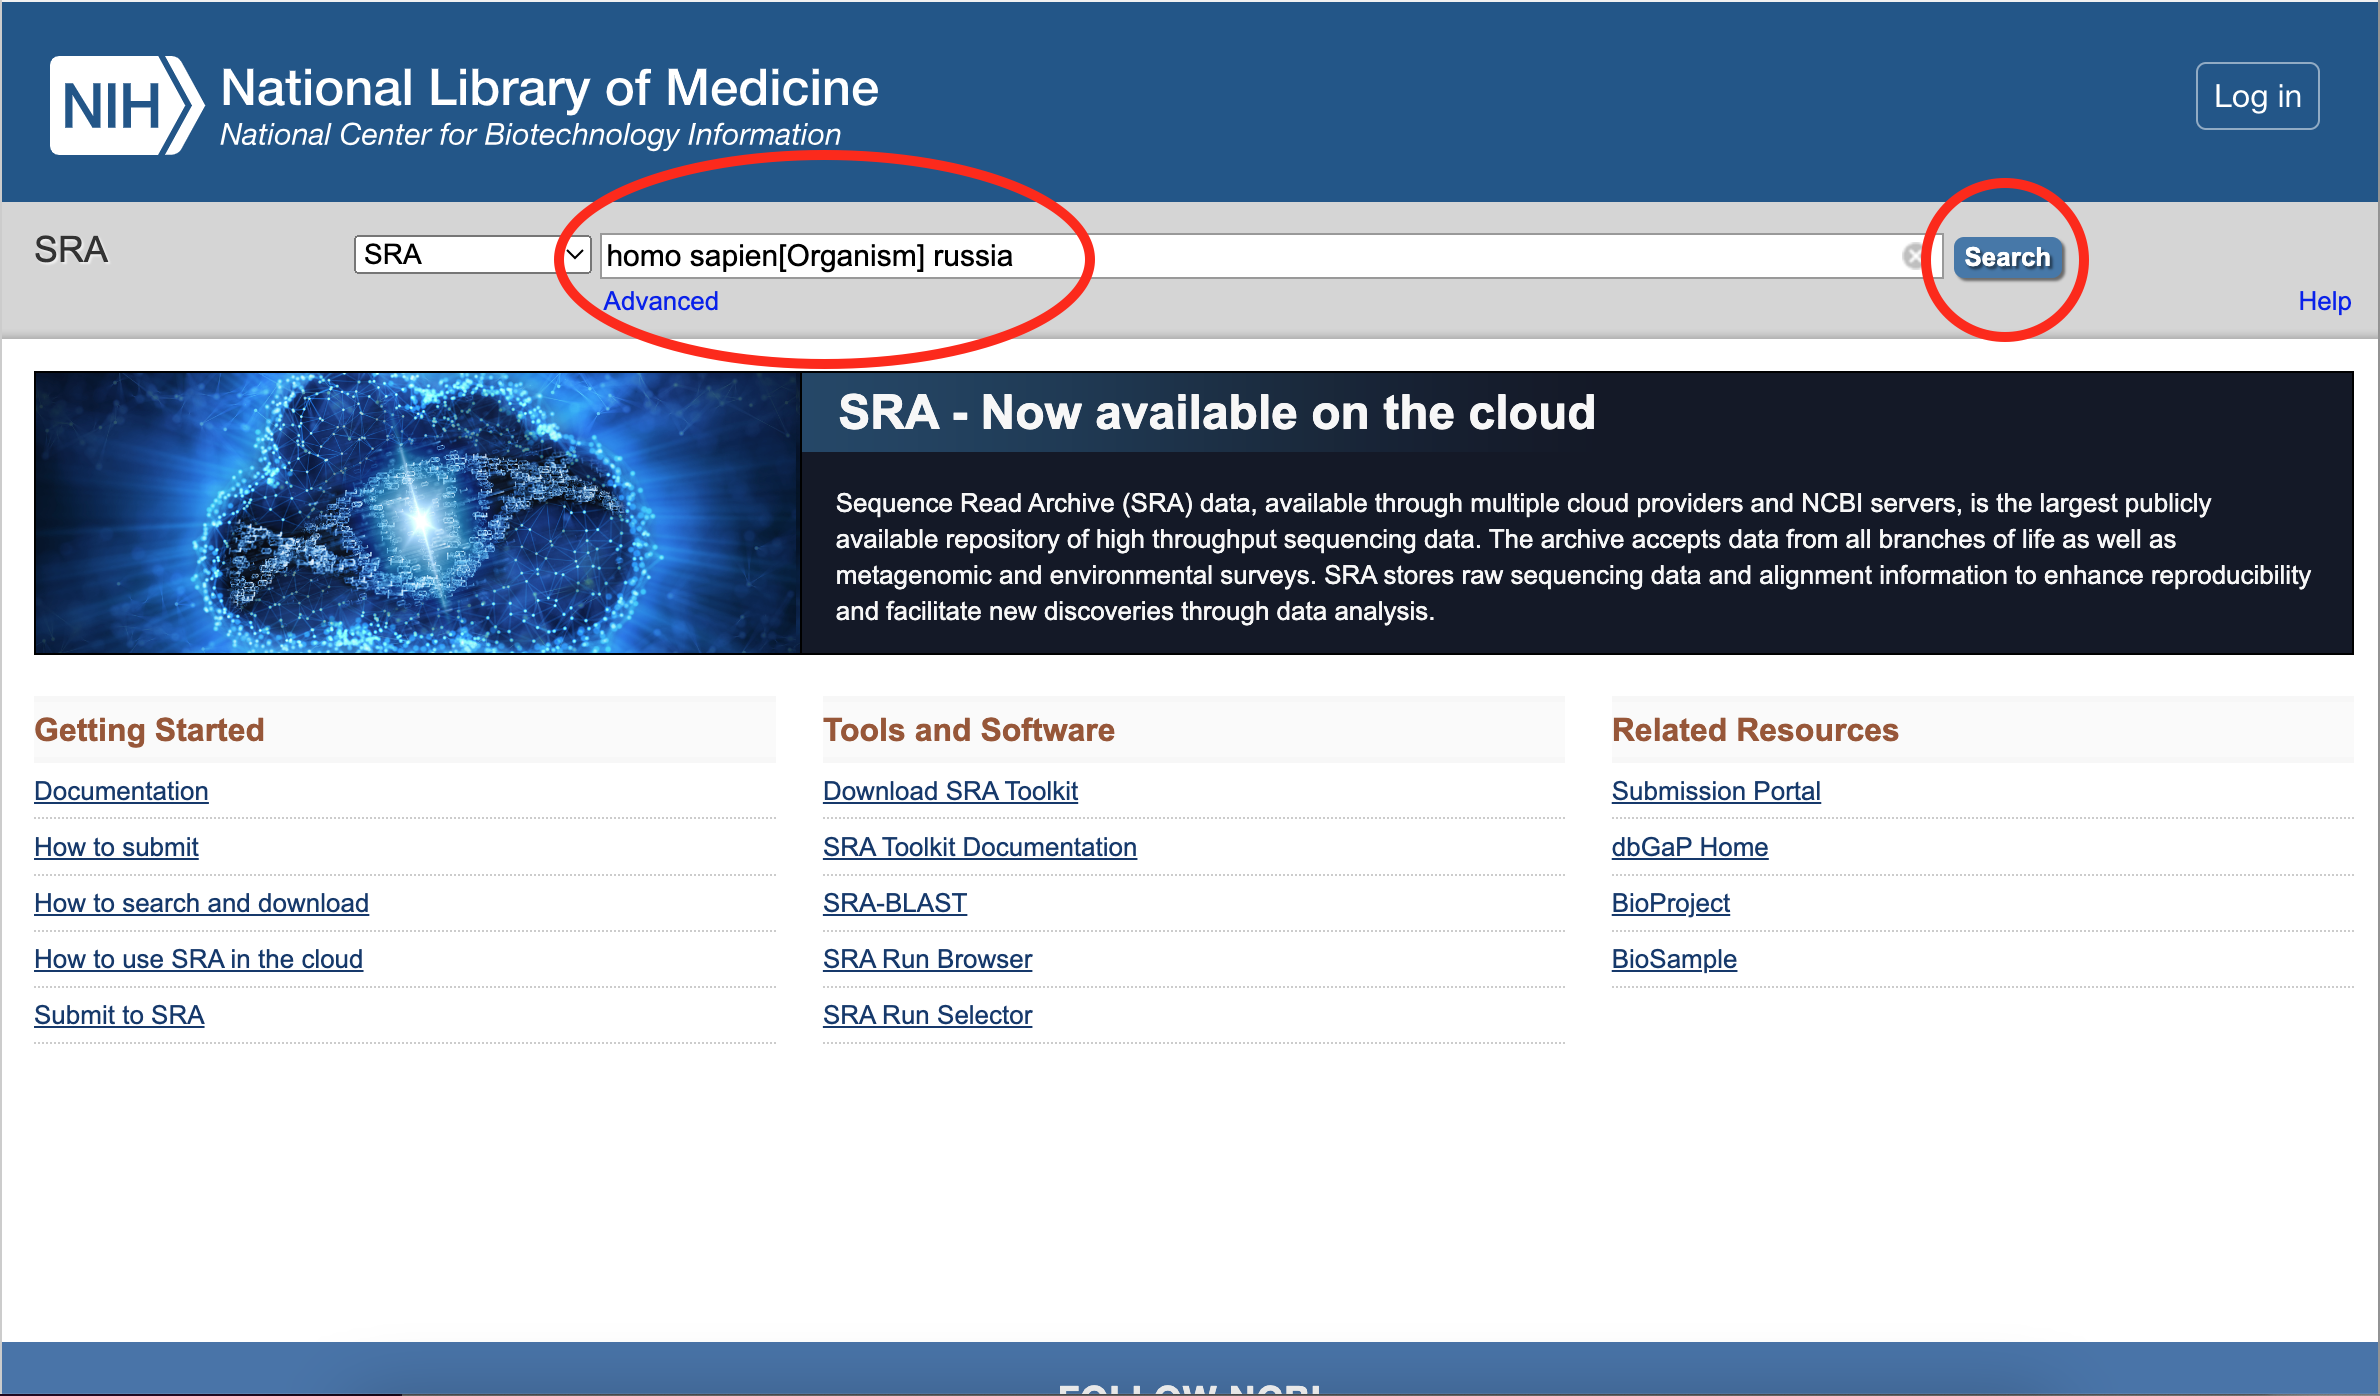 NIH National Library of Medicine
National Center for Biotechnology Information
Log in
SRA
SRA
homo sapien[Organism] russia
Search
Advanced
Help
SRA - Now available on the cloud
Sequence Read Archive (SRA) data, available through multiple cloud providers and NCBI servers, is the largest publicly
available repository of high throughput sequencing data. The archive accepts data from all branches of life as well as
metagenomic and environmental surveys. SRA stores raw sequencing data and alignment information to enhance reproducibility
and facilitate new discoveries through data analysis.
Getting Started
Documentation
How to submit
How to search and download
How to use SRA in the cloud
Submit to SRA
Tools and Software
Download SRA Toolkit
SRA Toolkit Documentation
SRA-BLAST
SRA Run Browser
SRA Run Selector
Related Resources
Submission Portal
dbGaP Home
BioProject
BioSample
FOLLOW NCBI